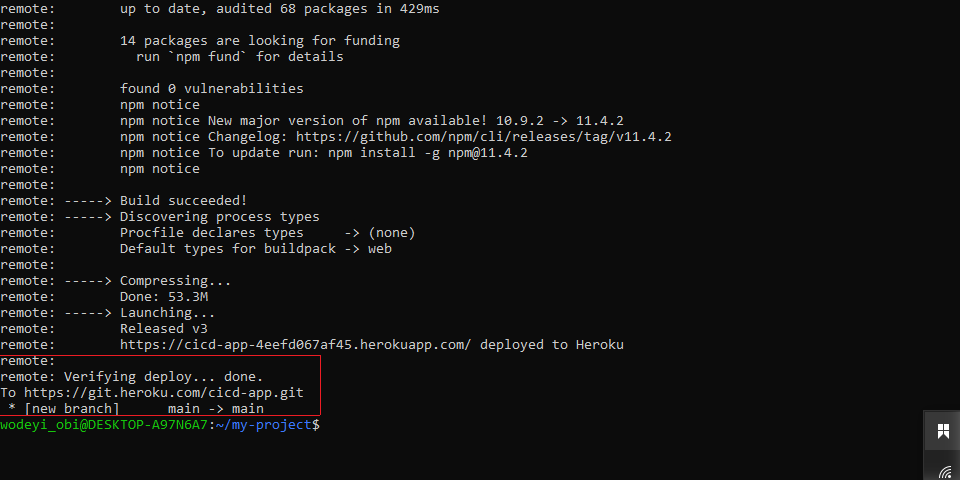 remote:        up to date, audited 68 packages in 429ms
remote:
remote:        14 packages are looking for funding
remote:          run `npm fund` for details
remote:
remote:        found 0 vulnerabilities
remote:        npm notice
remote:        npm notice New major version of npm available! 10.9.2 -> 11.4.2
remote:        npm notice Changelog: https://github.com/npm/cli/releases/tag/v11.4.2
remote:        npm notice To update run: npm install -g npm@11.4.2
remote:        npm notice
remote:
remote: -----> Build succeeded!
remote: -----> Discovering process types
remote:        Procfile declares types     -> (none)
remote:        Default types for buildpack -> web
remote:
remote: -----> Compressing...
remote:        Done: 53.3M
remote: -----> Launching...
remote:        Released v3
remote:        https://cicd-app-4eefd067af45.herokuapp.com/ deployed to Heroku
remote:
remote: Verifying deploy... done.
To https://git.heroku.com/cicd-app.git
 * [new branch]      main -> main
wodeyi_obi@DESKTOP-A97N6A7:~/my-project$